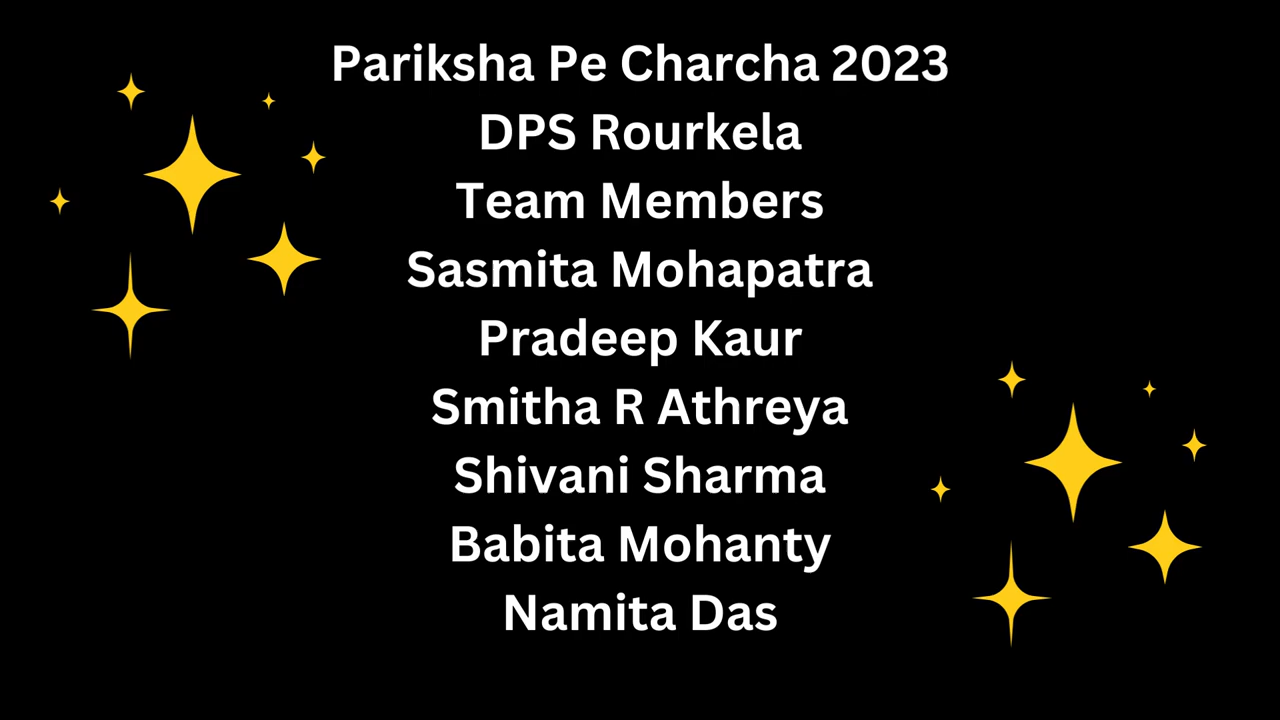 Pariksha Pe Charcha 2023
DPS Rourkela
Team Members
Sasmita Mohapatra
Pradeep Kaur
Smitha R Athreya
Shivani Sharma
Babita Mohanty
Namita Das